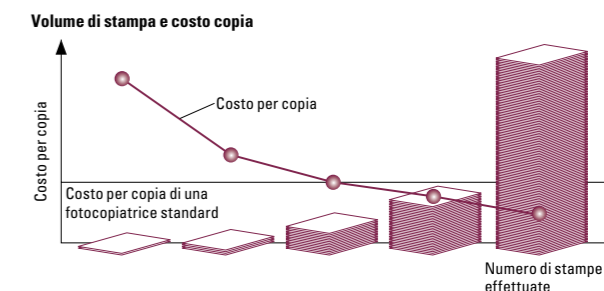 Volume di stampa e costo copia
Costo per copia
Costo per copia
Costo per copia di una
fotocopiatrice standard
Numero di stampe
effettuate